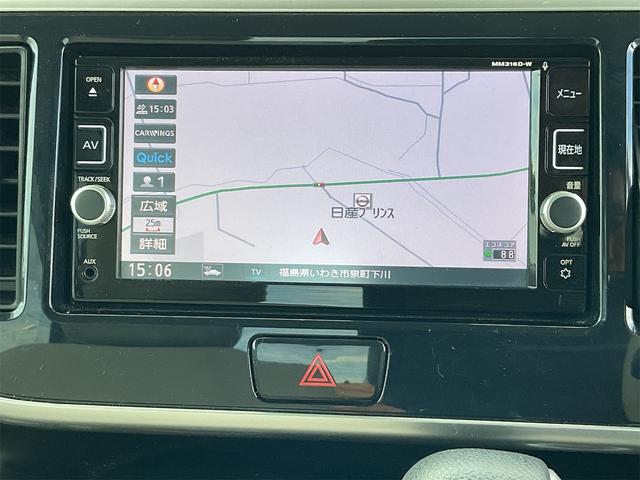 MM316D-W
OPEN
メニュー
15:03
AV
CARWINGS
現在地
Quick
TRACK/SEEK
1
音量
広域
日産プリンス
25m
PUSH
SOURCE
PUSH
AV OFF
詳細
エコスコア
88
AUX
15:06
TV
福島県いわき市泉町下川
OPT